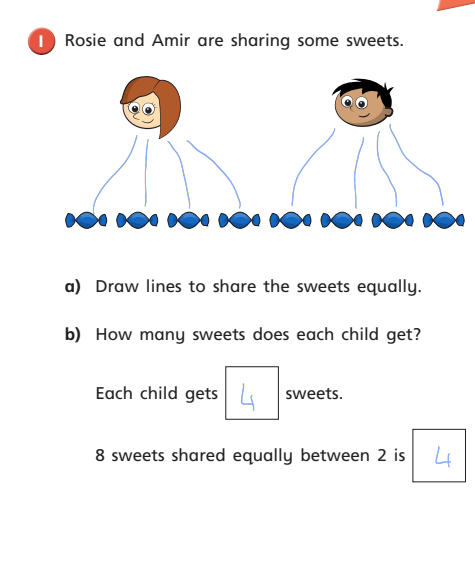 1 Rosie and Amir are sharing some sweets.
a) Draw lines to share the sweets equally.
b) How many sweets does each child get?
Each child gets 4 sweets.
8 sweets shared equally between 2 is 4